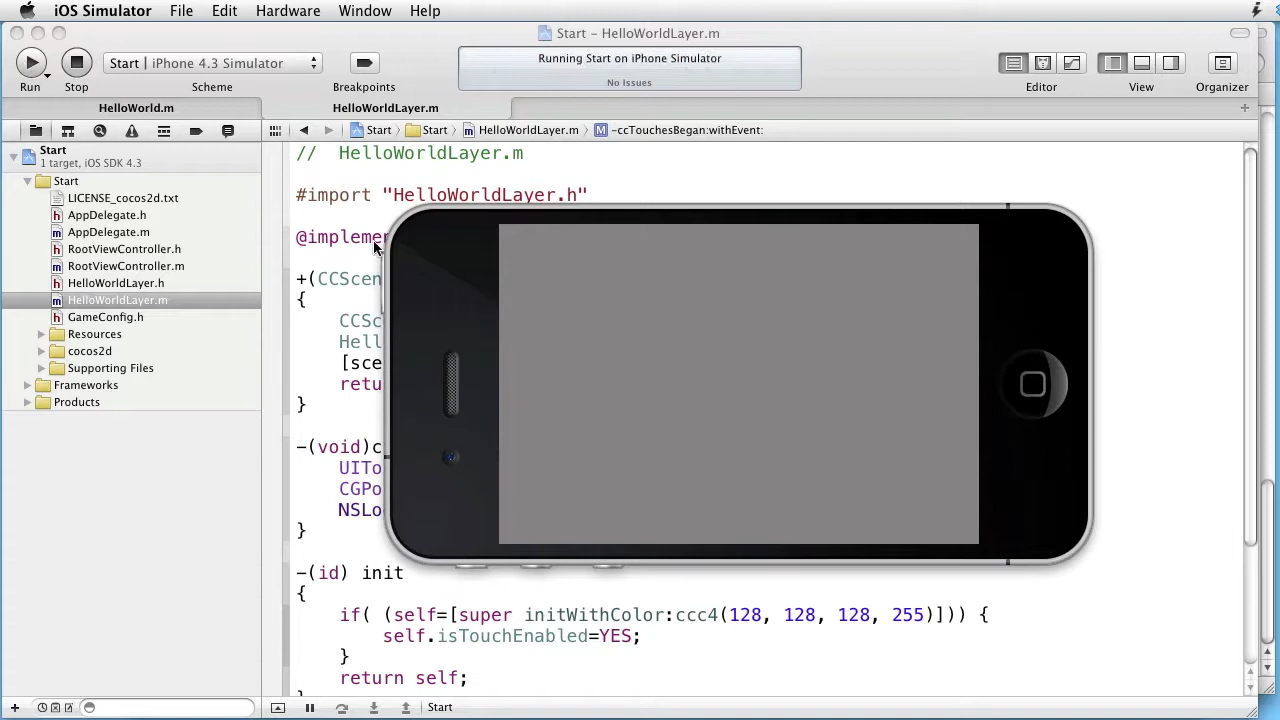 iOS Simulator File Edit Hardware Window Help
Start – HelloWorldLayer.m
Running Start on iPhone Simulator
Start | iPhone 4.3 Simulator
No Issues
Run Stop Scheme Breakpoints Editor View Organizer
HelloWorld.m HelloWorldLayer.m
Start Start HelloWorldLayer.m M -ccTouchesBegan:withEvent:
Start
1 target, iOS SDK 4.3
Start
LICENSE_cocos2d.txt
h AppDelegate.h
m AppDelegate.m
h RootViewController.h
m RootViewController.m
h HelloWorldLayer.h
m HelloWorldLayer.m
h GameConfig.h
Resources
cocos2d
Supporting Files
Frameworks
Products
// HelloWorldLayer.m
#import "HelloWorldLayer.h"
@implemen
+(CCScen
{
CCSc
Hell
[sce
retu
}
-(void)c
UITo
CGPo
NSLo
}
-(id) init
{
if( (self=[super initWithColor:ccc4(128, 128, 128, 255)])) {
self.isTouchEnabled=YES;
}
return self;
Start